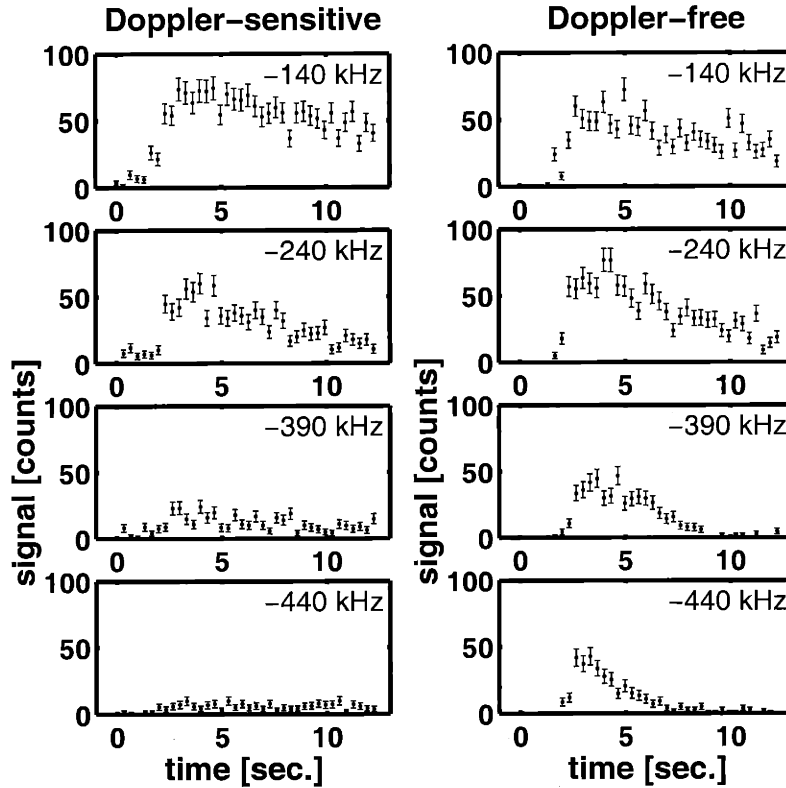 Doppler–sensitive
Doppler–free
100
50
0
0 5 10
–140 kHz
100
50
0
0 5 10
–140 kHz
100
50
0
0 5 10
–240 kHz
100
50
0
0 5 10
–240 kHz
100
50
0
0 5 10
–390 kHz
100
50
0
0 5 10
–390 kHz
100
50
0
0 5 10
–440 kHz
100
50
0
0 5 10
–440 kHz
signal [counts]
signal [counts]
time [sec.]
time [sec.]